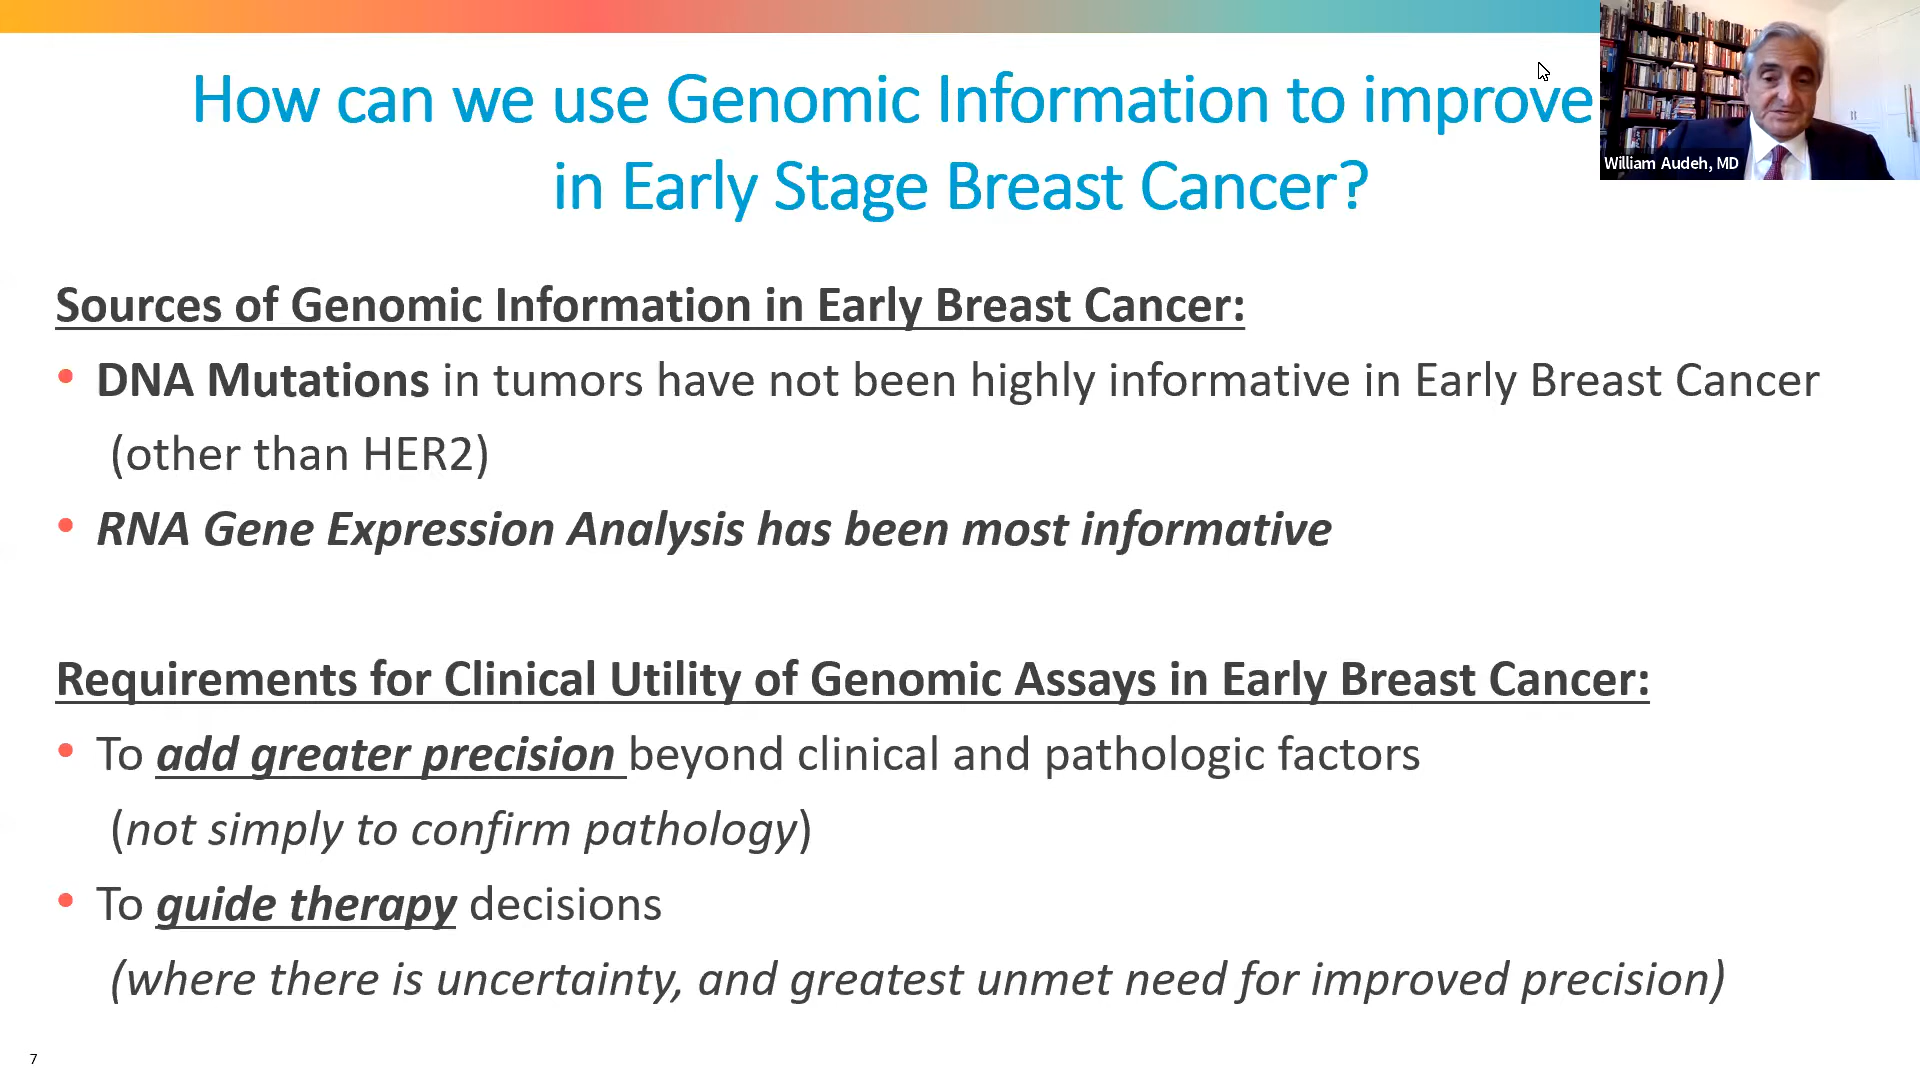 How can we use Genomic Information to improve
in Early Stage Breast Cancer?
William Audeh, MD
Sources of Genomic Information in Early Breast Cancer:
• DNA Mutations in tumors have not been highly informative in Early Breast Cancer
(other than HER2)
• RNA Gene Expression Analysis has been most informative
Requirements for Clinical Utility of Genomic Assays in Early Breast Cancer:
• To add greater precision beyond clinical and pathologic factors
(not simply to confirm pathology)
• To guide therapy decisions
(where there is uncertainty, and greatest unmet need for improved precision)
7